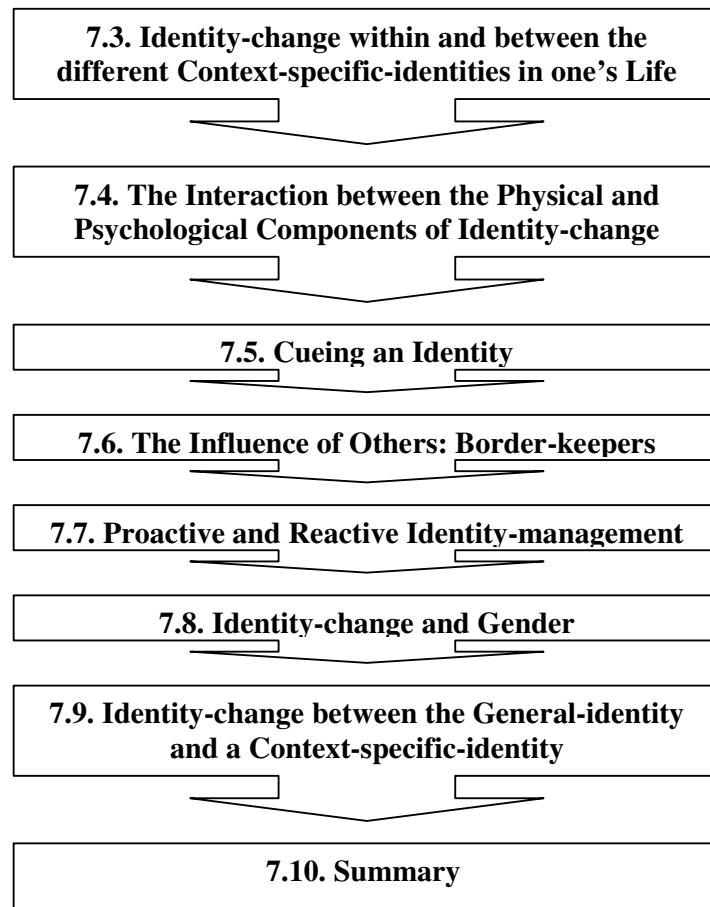 7.3. Identity-change within and between the
different Context-specific-identities in one's Life
7.4. The Interaction between the Physical and
Psychological Components of Identity-change
7.5. Cueing an Identity
7.6. The Influence of Others: Border-keepers
7.7. Proactive and Reactive Identity-management
7.8. Identity-change and Gender
7.9. Identity-change between the General-identity
and a Context-specific-identity
7.10. Summary